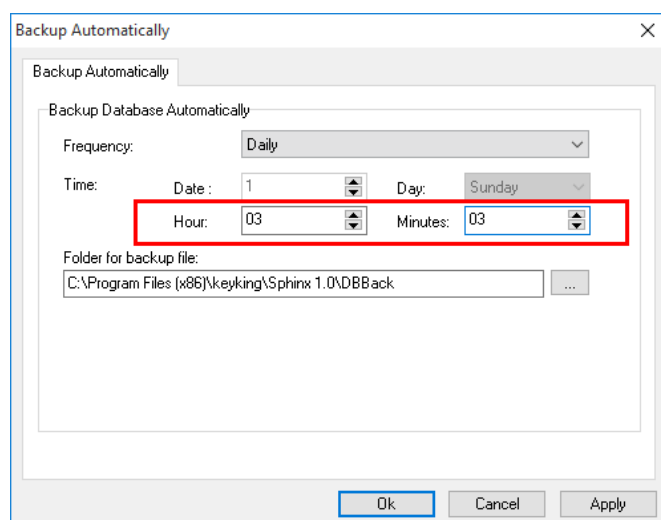 Backup Automatically
Backup Automatically
Backup Database Automatically
Frequency: Daily
Time: Date : 1 Day: Sunday
Hour: 03 Minutes: 03
Folder for backup file:
C:\Program Files (x86)\keyking\Sphinx 1.0\DBBack ...
Ok Cancel Apply